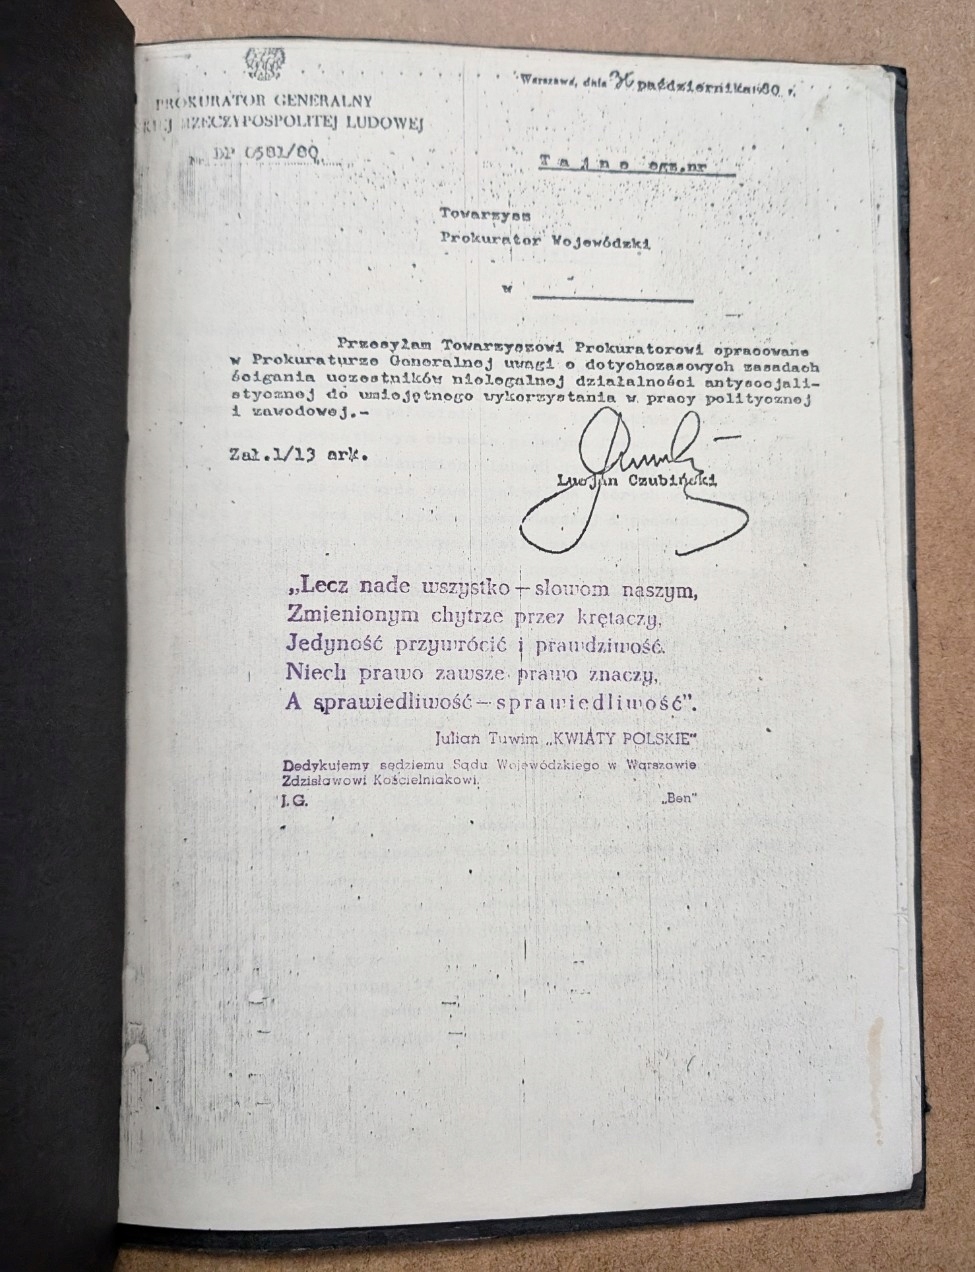 PROKURATOR GENERALNY
RZECZYPOSPOLITEJ LUDOWEJ
Warszawa, dnia października 80 r.
DP 0581/80
Tajne egz.nr
Towarzysz
Prokurator Wojewódzki
w
Przesyłam Towarzyszowi Prokuratorowi opracowane
w Prokuraturze Generalnej uwagi o dotychczasowych zasadach
ścigania uczestników nielegalnej działalności antysocjali-
stycznej do umiejętnego wykorzystania w pracy politycznej
i zawodowej.-
Zał.1/13 ark.
Lucjan Czubiński
„Lecz nade wszystko — słowom naszym,
Zmienionym chytrze przez krętaczy,
Jedyność przywrócić i prawdziwość.
Niech prawo zawsze prawo znaczy,
A sprawiedliwość — sprawiedliwość”.
Julian Tuwim „KWIATY POLSKIE“
Dedykujemy sędziemu Sądu Wojewódzkiego w Warszawie
Zdzisławowi Kościelniakowi.
J.G. „Ben“